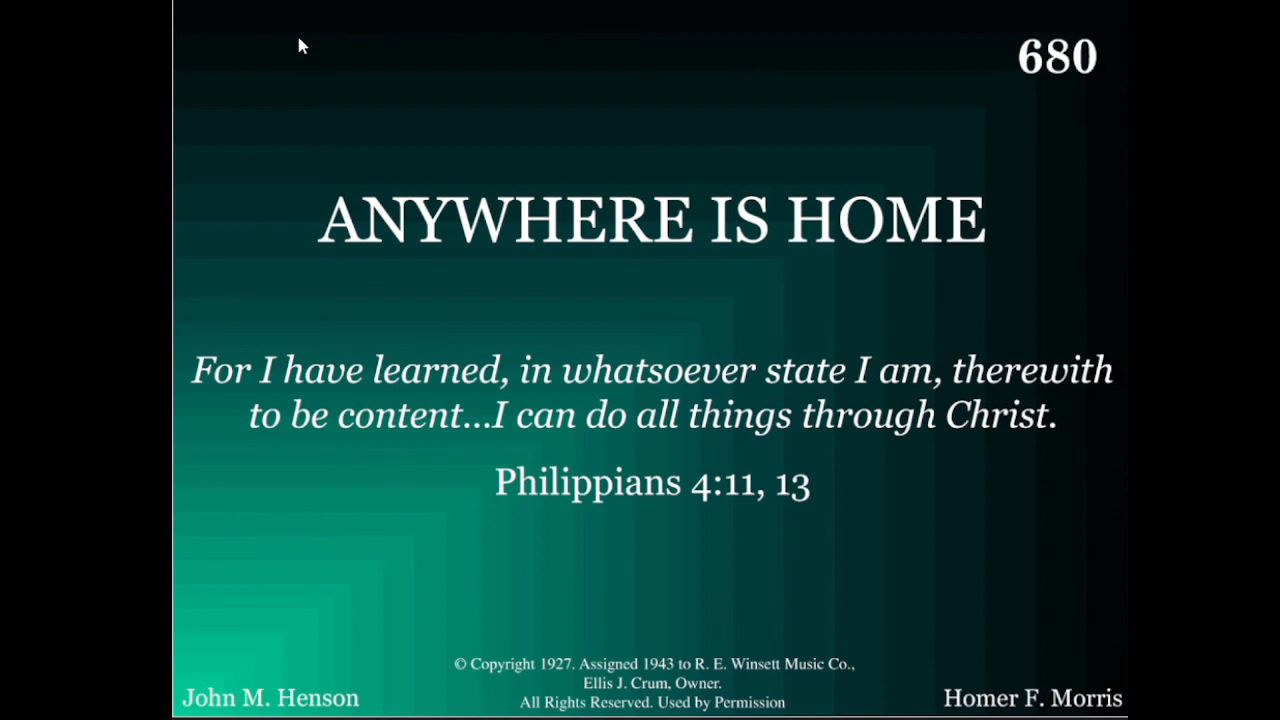 680
ANYWHERE IS HOME
For I have learned, in whatsoever state I am, therewith
to be content...I can do all things through Christ.
Philippians 4:11, 13
© Copyright 1927. Assigned 1943 to R. E. Winsett Music Co.,
Ellis J. Crum, Owner.
All Rights Reserved. Used by Permission
John M. Henson
Homer F. Morris